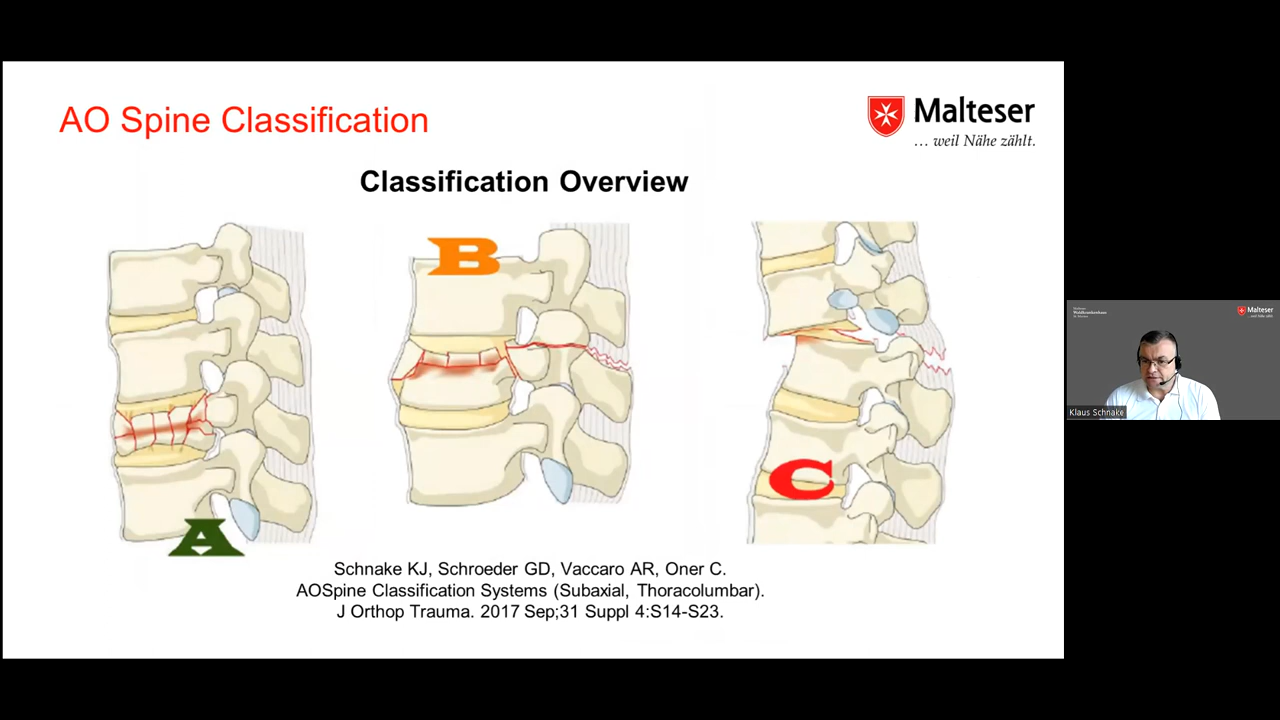 AO Spine Classification
Malteser
... weil Nähe zählt.
Classification Overview
A
B
C
Schnake KJ, Schroeder GD, Vaccaro AR, Oner C.
AOSpine Classification Systems (Subaxial, Thoracolumbar).
J Orthop Trauma. 2017 Sep;31 Suppl 4:S14-S23.
Malteser
Klaus Schnake